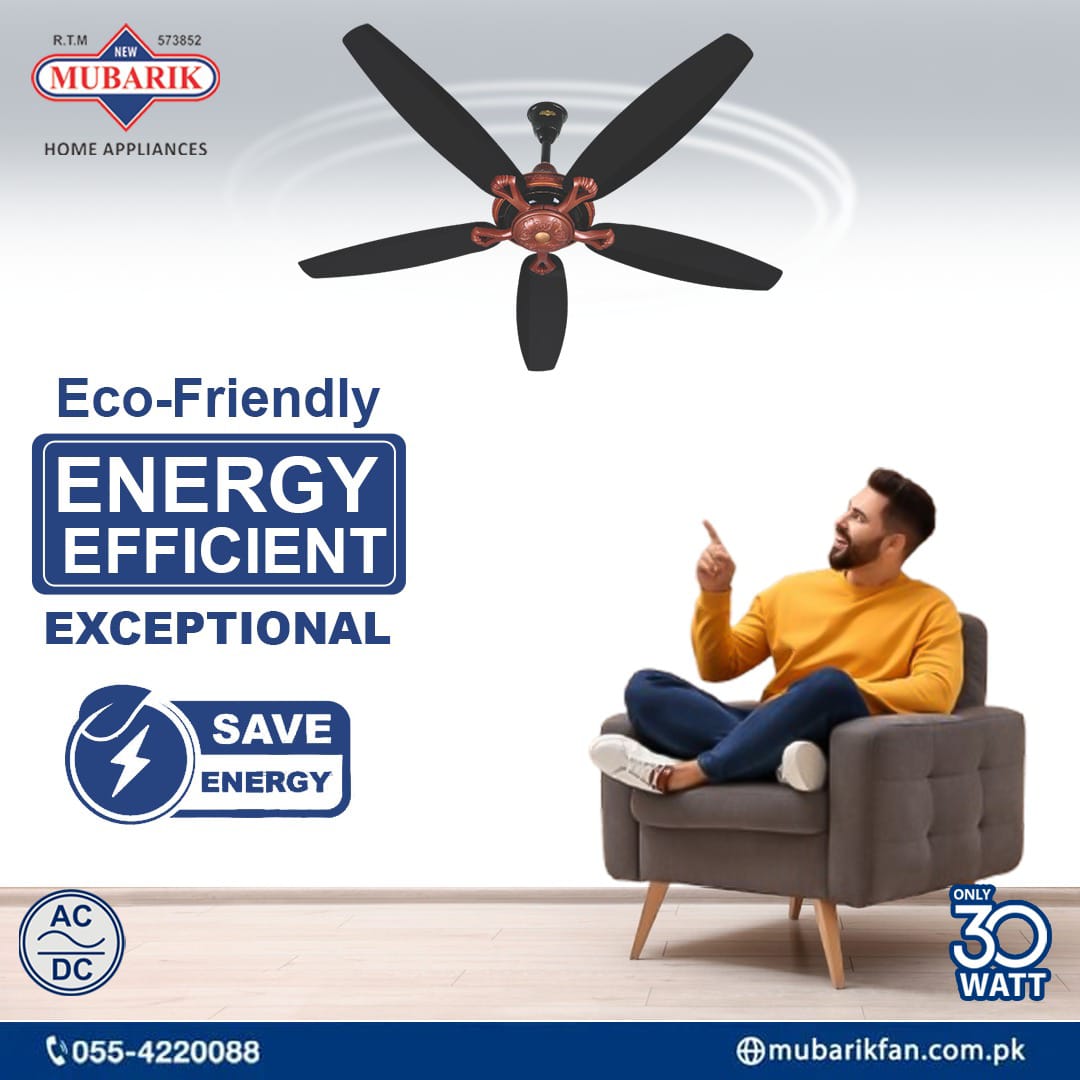 R.T.M 573852
NEW
MUBARIK
HOME APPLIANCES
Eco-Friendly
ENERGY
EFFICIENT
EXCEPTIONAL
SAVE
ENERGY
AC
DC
ONLY
30
WATT
055-4220088
mubarikfan.com.pk